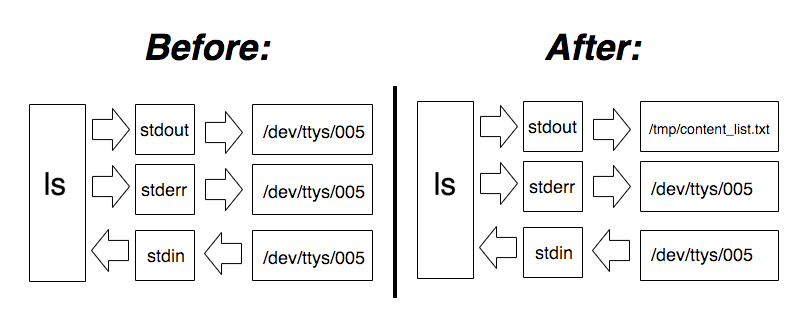 Before:
ls
stdout
/dev/ttys/005
stderr
/dev/ttys/005
stdin
/dev/ttys/005
After:
ls
stdout
/tmp/content_list.txt
stderr
/dev/ttys/005
stdin
/dev/ttys/005